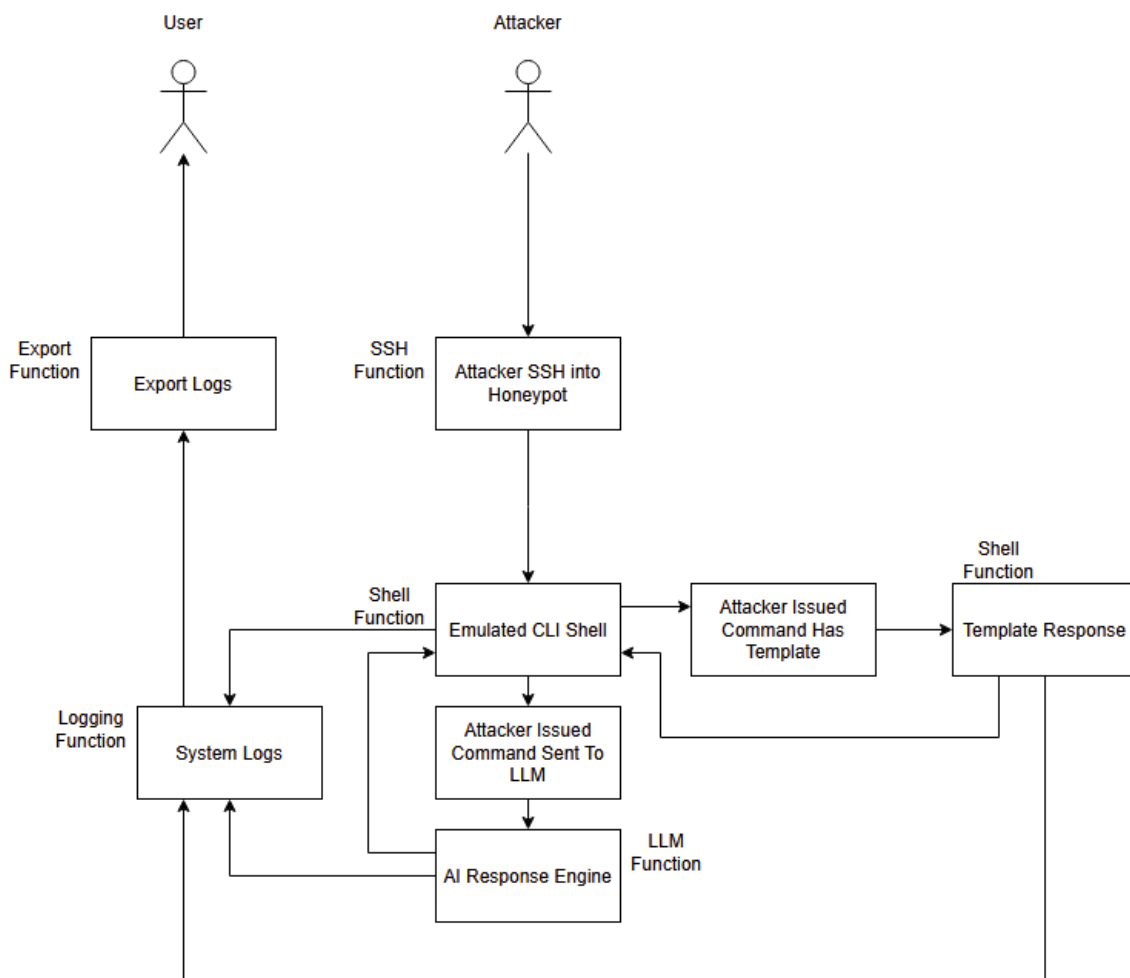 User
Attacker
Export
Function
Export Logs
SSH
Function
Attacker SSH into
Honeypot
Shell
Function
Emulated CLI Shell
Attacker Issued
Command Has
Template
Shell
Function
Template Response
Logging
Function
System Logs
Attacker Issued
Command Sent To
LLM
AI Response Engine
LLM
Function